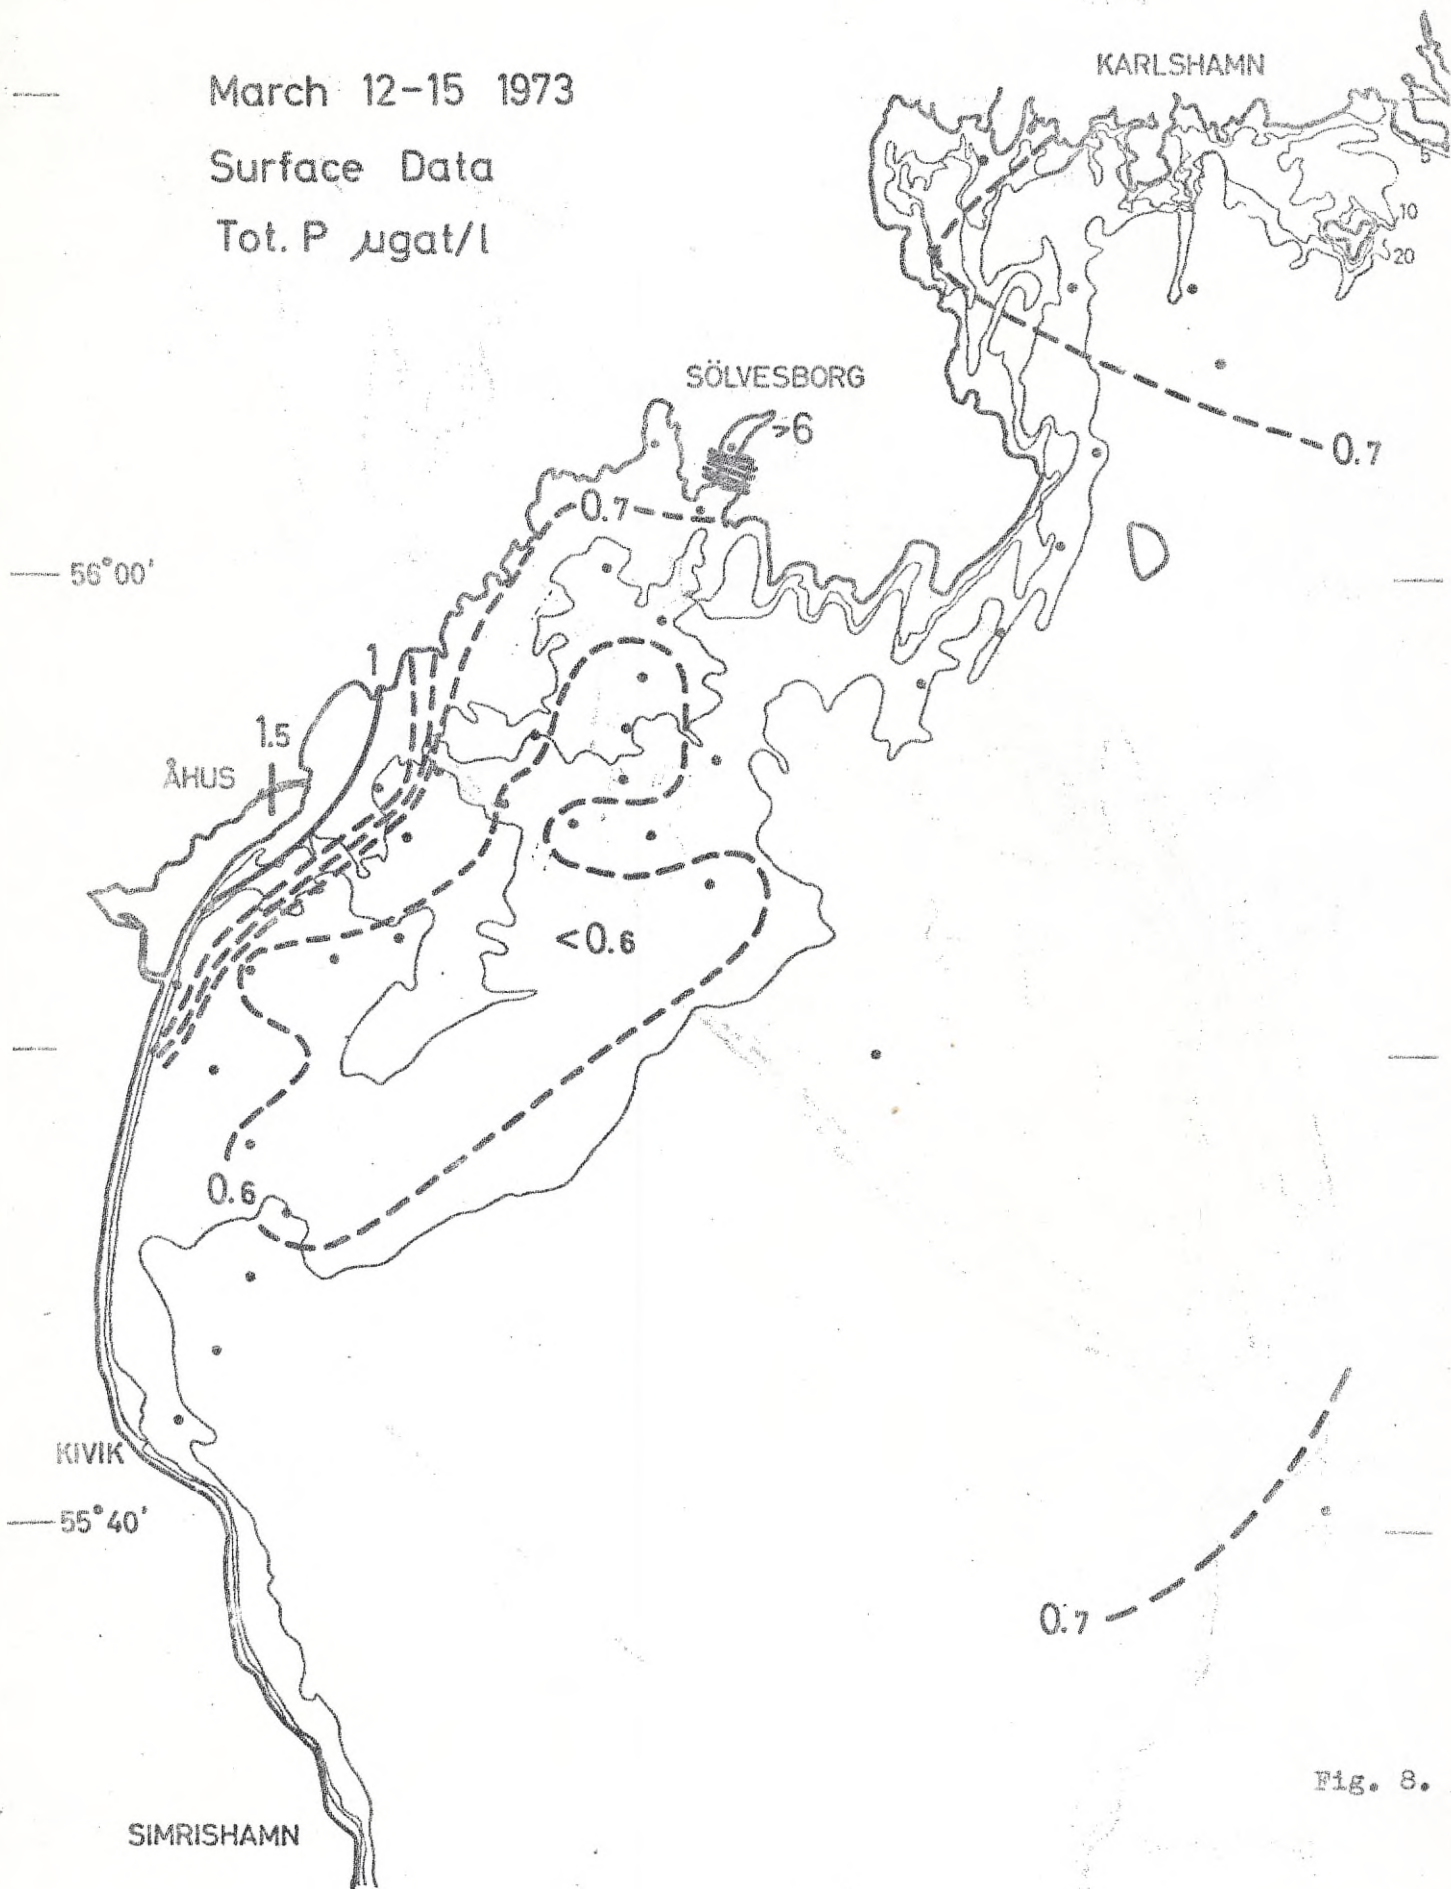 KARLSHAMN
March 12-15 1973
Surface Data
Tot. P µgat/l
5
10
20
SÖLVESBORG
>6
0.7
0.7
56°00'
1
1.5
ÅHUS
<0.6
0.6
KIVIK
55°40'
0.7
Fig. 8.
SIMRISHAMN